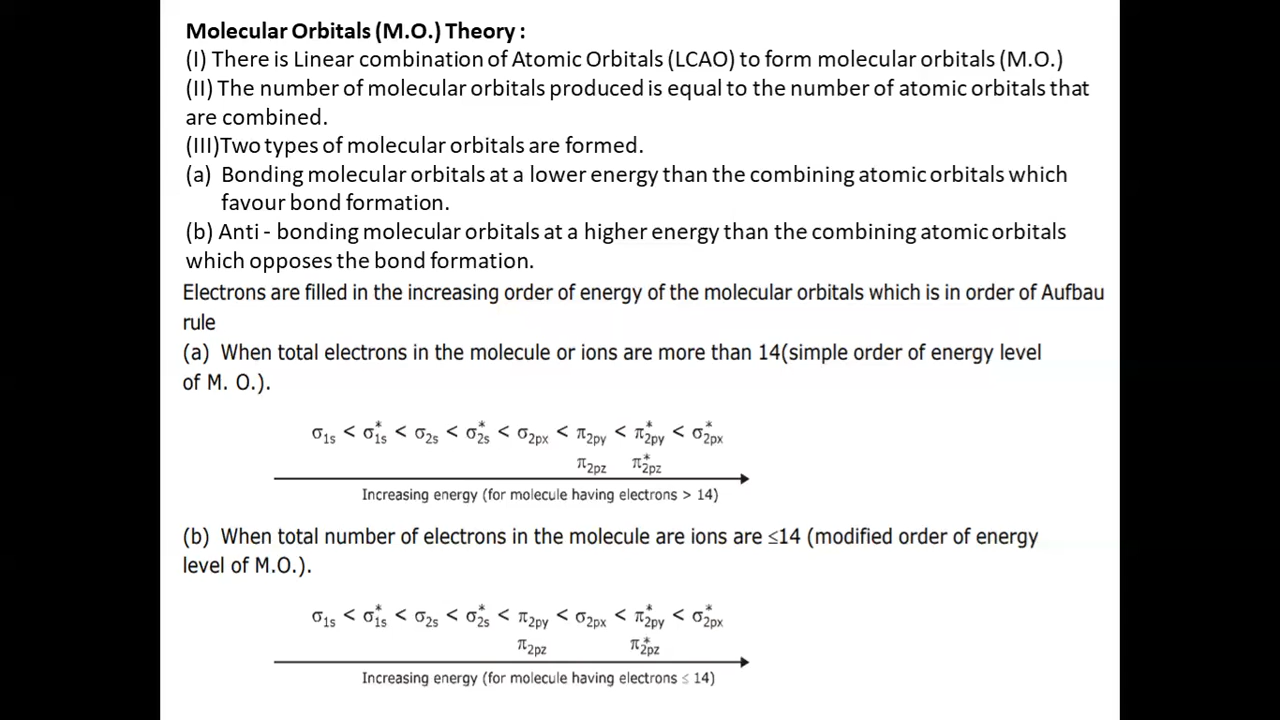 Molecular Orbitals (M.O.) Theory :
(I) There is Linear combination of Atomic Orbitals (LCAO) to form molecular orbitals (M.O.)
(II) The number of molecular orbitals produced is equal to the number of atomic orbitals that
are combined.
(III)Two types of molecular orbitals are formed.
(a) Bonding molecular orbitals at a lower energy than the combining atomic orbitals which
favour bond formation.
(b) Anti - bonding molecular orbitals at a higher energy than the combining atomic orbitals
which opposes the bond formation.
Electrons are filled in the increasing order of energy of the molecular orbitals which is in order of Aufbau
rule
(a) When total electrons in the molecule or ions are more than 14(simple order of energy level
of M. O.).
σ1s < σ*1s < σ2s < σ*2s < σ2px < π2py < π*2py < σ*2px
π2pz π*2pz
Increasing energy (for molecule having electrons > 14)
(b) When total number of electrons in the molecule are ions are ≤14 (modified order of energy
level of M.O.).
σ1s < σ*1s < σ2s < σ*2s < π2py < σ2px < π*2py < σ*2px
π2pz π*2pz
Increasing energy (for molecule having electrons ≤ 14)